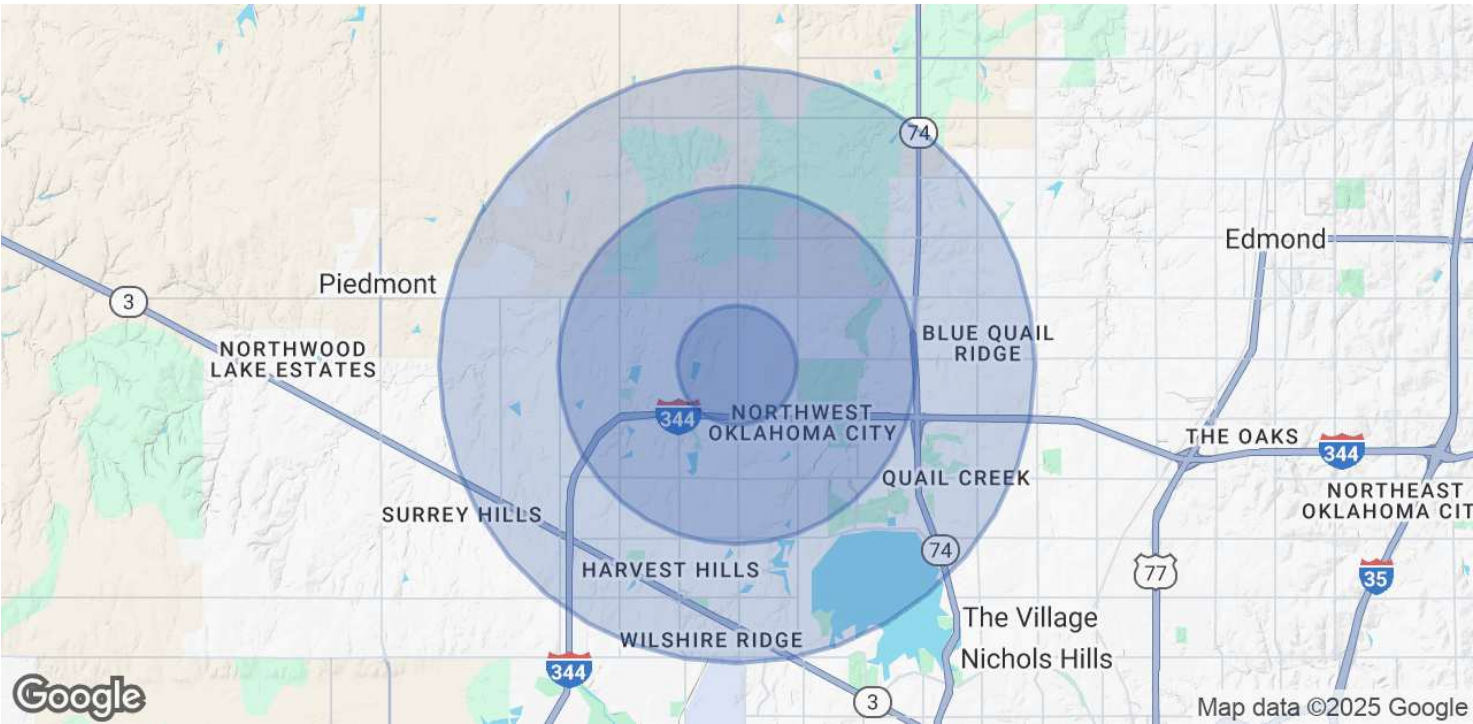 74
Edmond
Piedmont
3
BLUE QUAIL
RIDGE
NORTHWOOD
LAKE ESTATES
344
NORTHWEST
OKLAHOMA CITY
THE OAKS
344
QUAIL CREEK
NORTHEAST
OKLAHOMA CIT
SURREY HILLS
74
HARVEST HILLS
77
35
The Village
WILSHIRE RIDGE
Nichols Hills
344
Google
3
Map data ©2025 Google